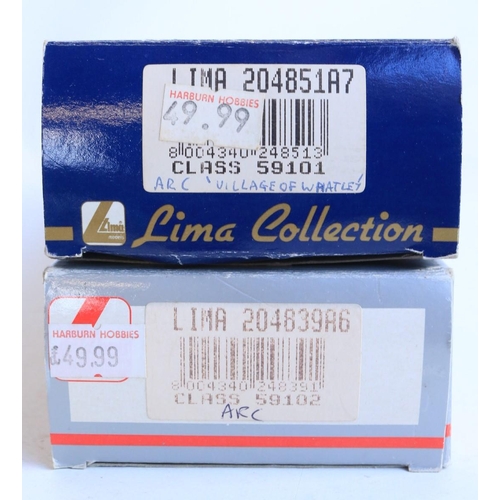 LIMA 204851A7
HARBURN HOBBIES
49.99
8 004340 248513
CLASS 59101
ARC 'VILLAGE OF WHATLEY'
Lima
models
Lima Collection
HARBURN HOBBIES
£49.99
LIMA 204839A6
8 004340 248391
CLASS 59102
ARC